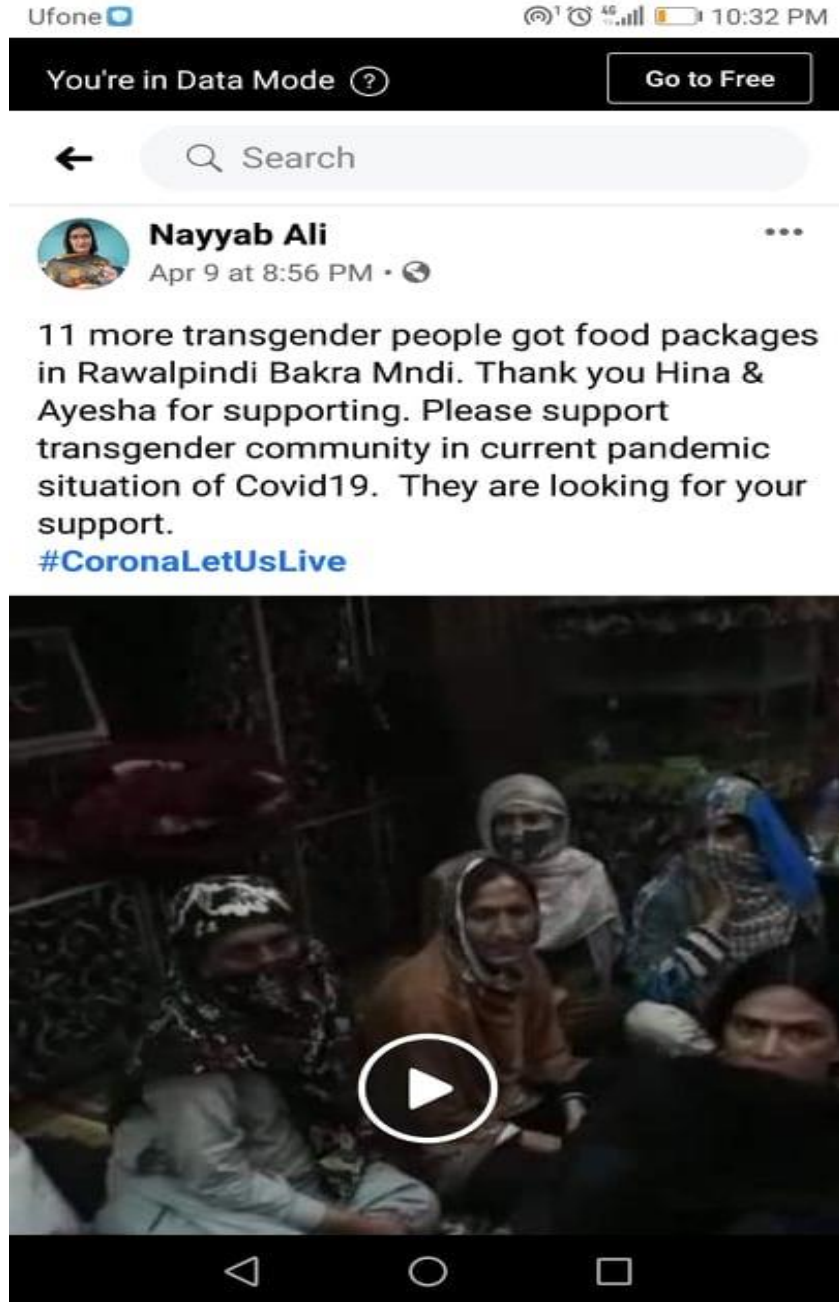 Ufone 4G 10:32 PM
You're in Data Mode ? Go to Free
Search
Nayyab Ali
Apr 9 at 8:56 PM ·
11 more transgender people got food packages
in Rawalpindi Bakra Mndi. Thank you Hina &
Ayesha for supporting. Please support
transgender community in current pandemic
situation of Covid19.  They are looking for your
support.
#CoronaLetUsLive